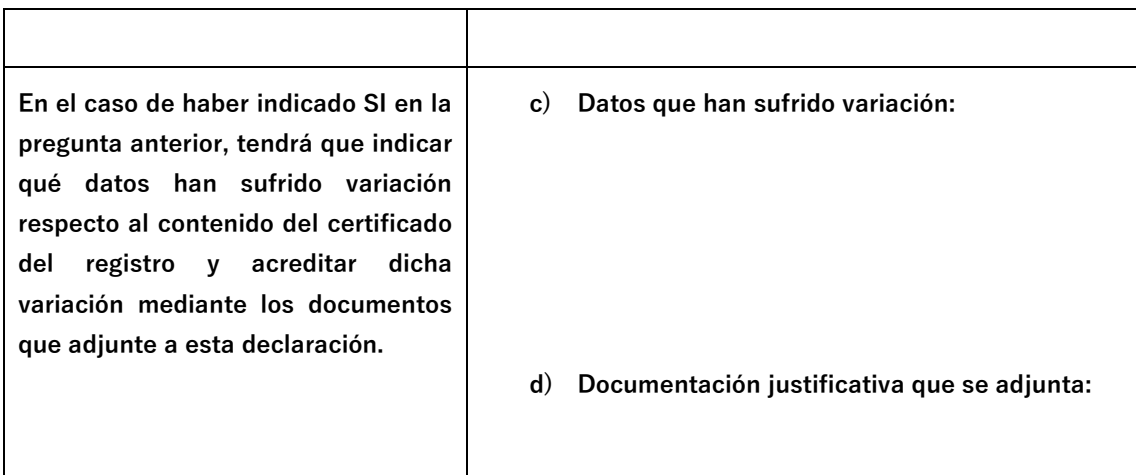 En el caso de haber indicado SI en la
pregunta anterior, tendrá que indicar
qué datos han sufrido variación
respecto al contenido del certificado
del registro y acreditar dicha
variación mediante los documentos
que adjunte a esta declaración.
c) Datos que han sufrido variación:
d) Documentación justificativa que se adjunta: